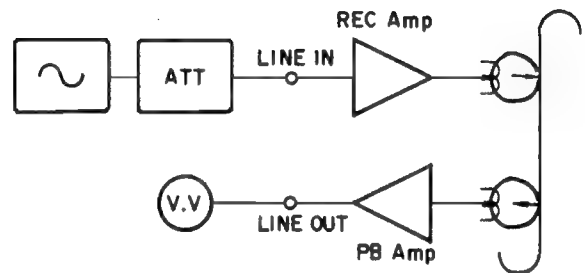 REC Amp
LINE IN
ATT
V.V
LINE OUT
PB Amp